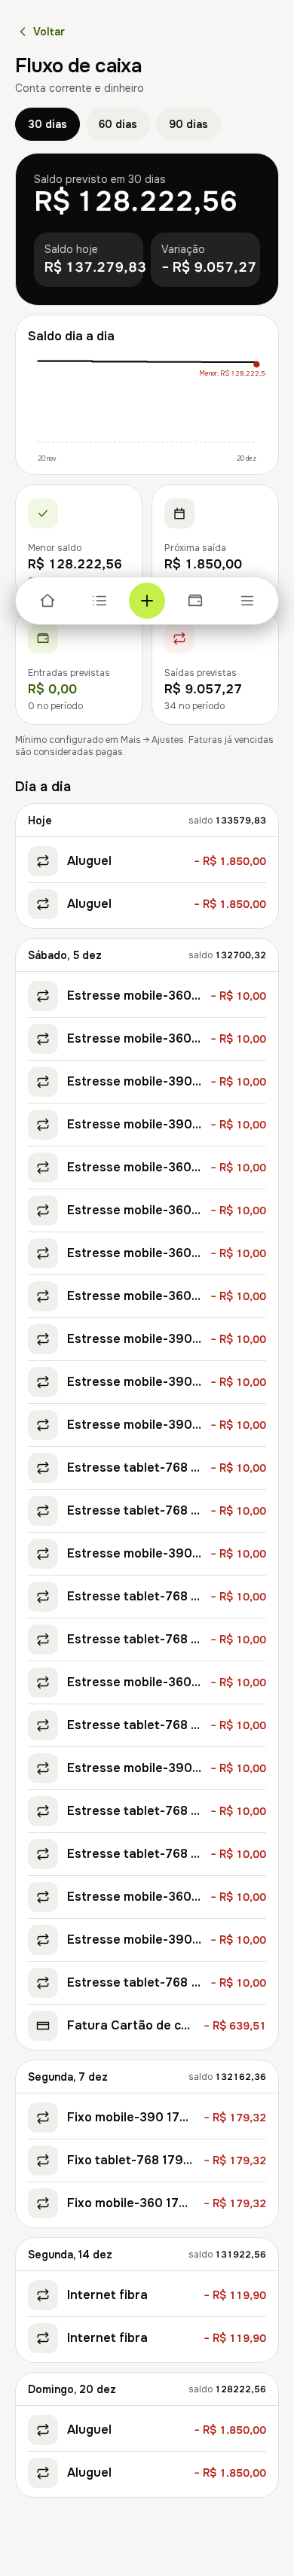 Voltar
Fluxo de caixa
Conta corrente e dinheiro
30 dias 60 dias 90 dias
Saldo previsto em 30 dias
R$ 128.222,56
Saldo hoje Variação
R$ 137.279,83 − R$ 9.057,27
Saldo dia a dia
Menor: R$ 128.222,5
20 nov 20 dez
Menor saldo Próxima saída
R$ 128.222,56 R$ 1.850,00
Entradas previstas Saídas previstas
R$ 0,00 R$ 9.057,27
0 no período 34 no período
Mínimo configurado em Mais → Ajustes. Faturas já vencidas
são consideradas pagas.
Dia a dia
Hoje saldo 133579,83
Aluguel − R$ 1.850,00
Aluguel − R$ 1.850,00
Sábado, 5 dez saldo 132700,32
Estresse mobile-360... − R$ 10,00
Estresse mobile-360... − R$ 10,00
Estresse mobile-390... − R$ 10,00
Estresse mobile-390... − R$ 10,00
Estresse mobile-360... − R$ 10,00
Estresse mobile-360... − R$ 10,00
Estresse mobile-360... − R$ 10,00
Estresse mobile-360... − R$ 10,00
Estresse mobile-390... − R$ 10,00
Estresse mobile-390... − R$ 10,00
Estresse mobile-390... − R$ 10,00
Estresse tablet-768 ... − R$ 10,00
Estresse tablet-768 ... − R$ 10,00
Estresse mobile-390... − R$ 10,00
Estresse tablet-768 ... − R$ 10,00
Estresse tablet-768 ... − R$ 10,00
Estresse mobile-360... − R$ 10,00
Estresse tablet-768 ... − R$ 10,00
Estresse mobile-390... − R$ 10,00
Estresse tablet-768 ... − R$ 10,00
Estresse tablet-768 ... − R$ 10,00
Estresse mobile-360... − R$ 10,00
Estresse mobile-390... − R$ 10,00
Estresse tablet-768 ... − R$ 10,00
Fatura Cartão de c... − R$ 639,51
Segunda, 7 dez saldo 132162,36
Fixo mobile-390 17... − R$ 179,32
Fixo tablet-768 179... − R$ 179,32
Fixo mobile-360 17... − R$ 179,32
Segunda, 14 dez saldo 131922,56
Internet fibra − R$ 119,90
Internet fibra − R$ 119,90
Domingo, 20 dez saldo 128222,56
Aluguel − R$ 1.850,00
Aluguel − R$ 1.850,00